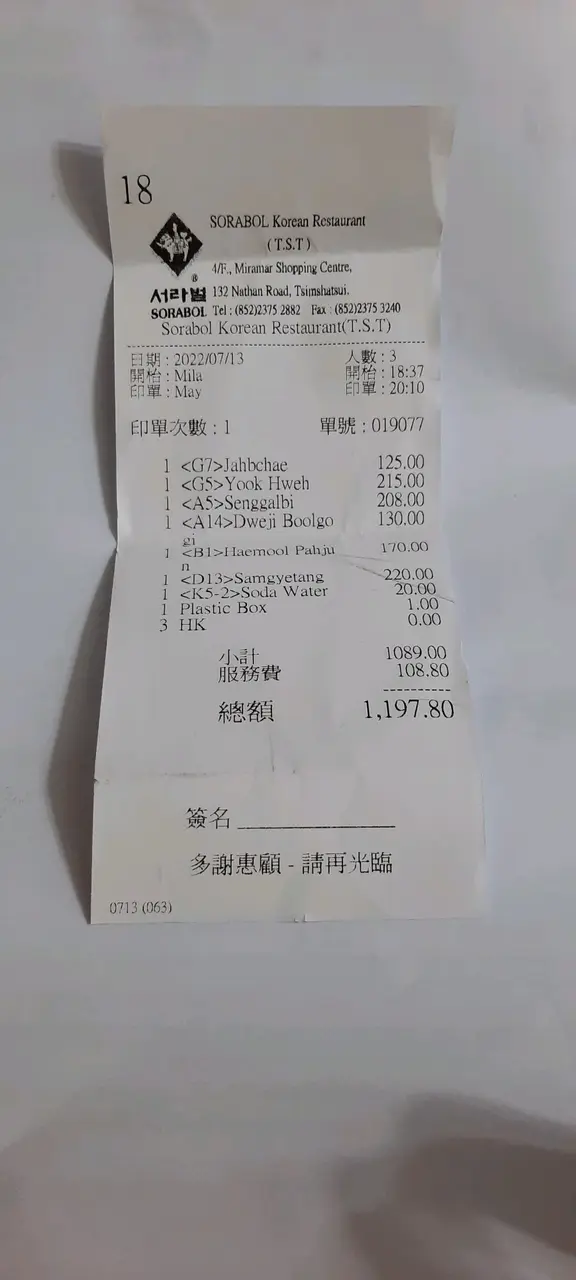 18
SORABOL Korean Restaurant
(T.S.T)
4/F., Miramar Shopping Centre,
132 Nathan Road, Tsimshatsui.
서라벌
®
SORABOL Tel : (852)2375 2882 Fax : (852)2375 3240
Sorabol Korean Restaurant(T.S.T)
日期 : 2022/07/13 人數 : 3
開枱 : Mila 開枱 : 18:37
印單 : May 印單 : 20:10
印單次數 : 1 單號 : 019077
1 <G7>Jahbchae 125.00
1 <G5>Yook Hweh 215.00
1 <A5>Senggalbi 208.00
1 <A14>Dweji Boolgo 130.00
gi
1 <B1>Haemool Pahju 170.00
n
1 <D13>Samgyetang 220.00
1 <K5-2>Soda Water 20.00
1 Plastic Box 1.00
3 HK 0.00
小計 1089.00
服務費 108.80
總額 1,197.80
簽名
多謝惠顧 - 請再光臨
0713 (063)